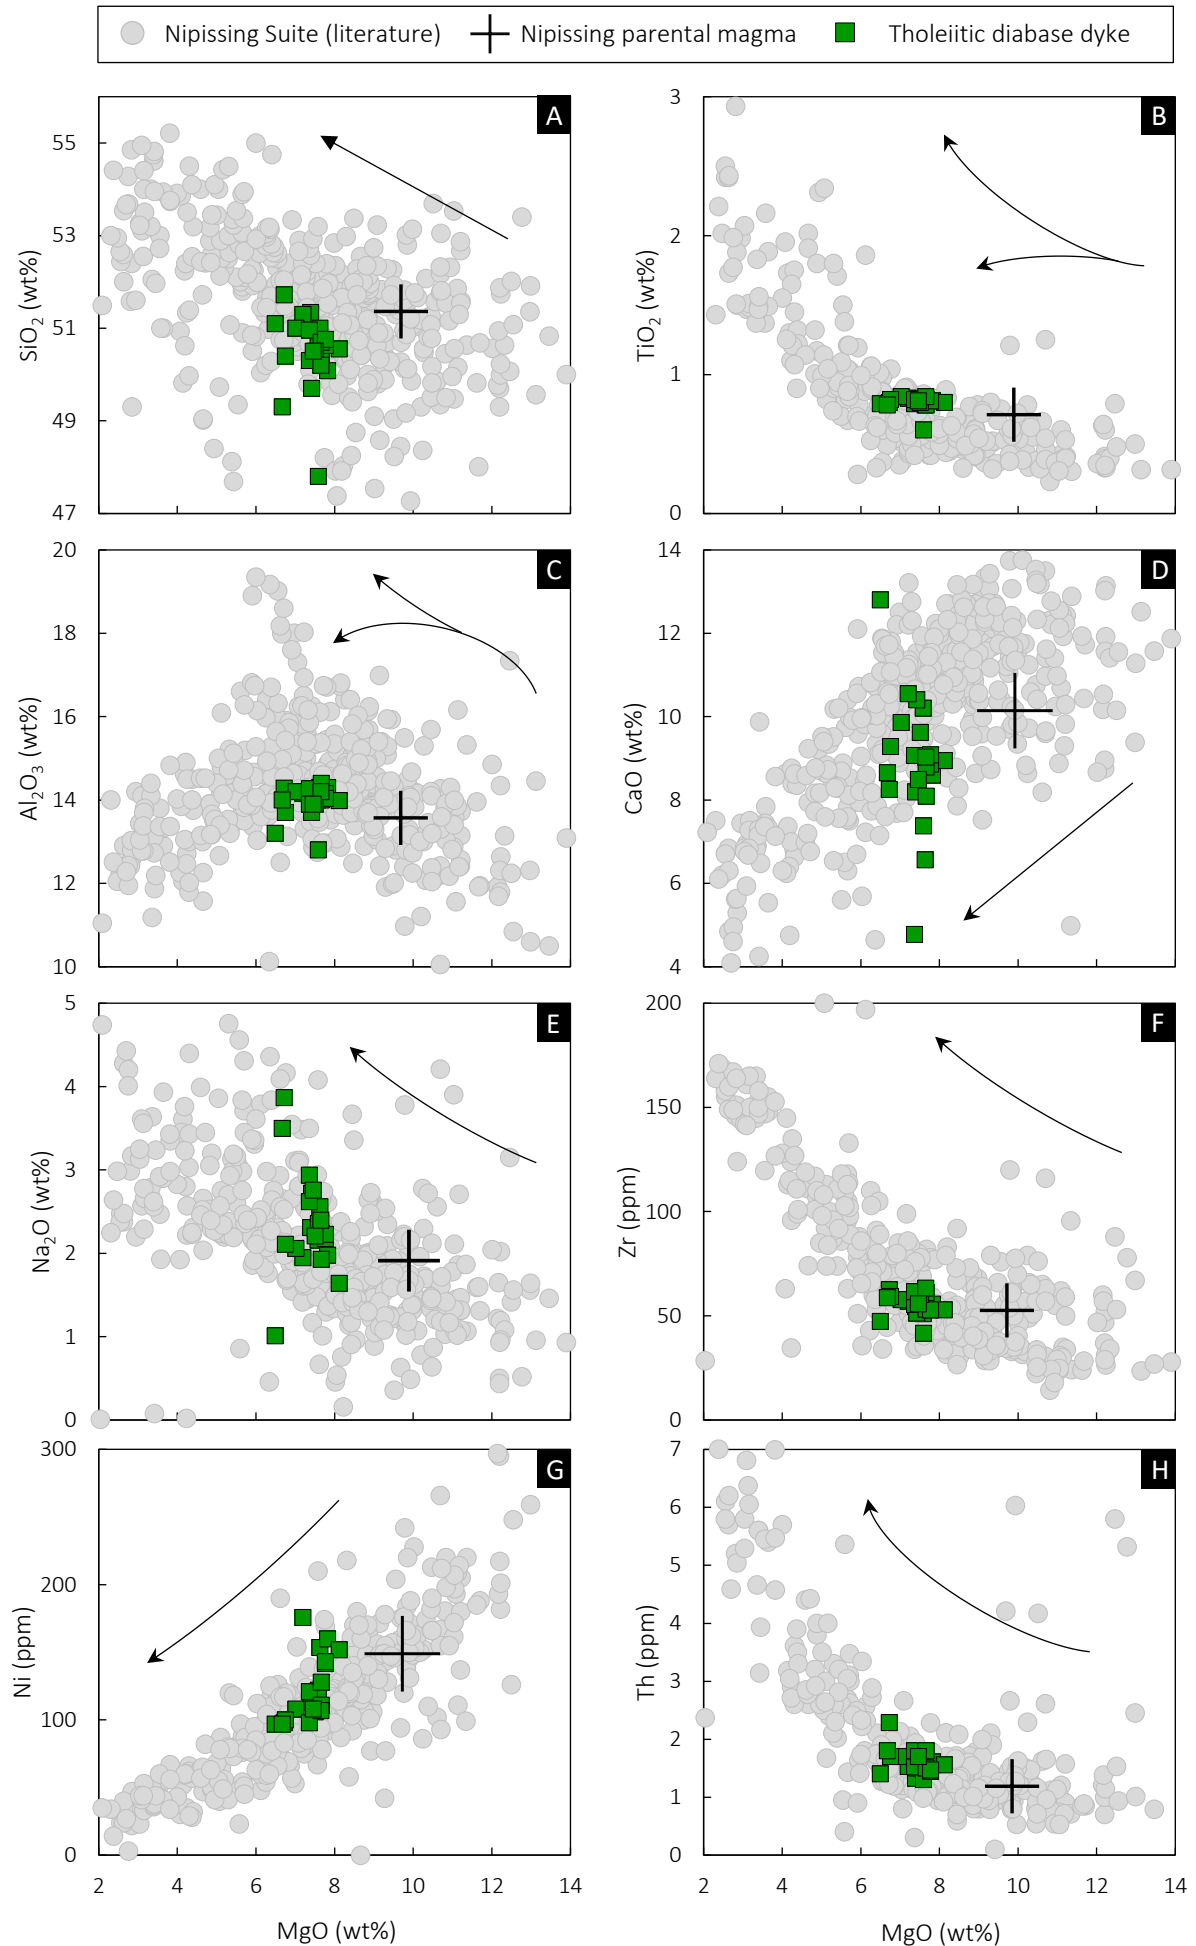 Nipissing Suite (literature) Nipissing parental magma Tholeiitic diabase dyke
A
55
53
51
49
47
SiO₂ (wt%)
B
3
2
1
0
TiO₂ (wt%)
C
20
18
16
14
12
10
Al₂O₃ (wt%)
D
14
12
10
8
6
4
CaO (wt%)
E
5
4
3
2
1
0
Na₂O (wt%)
F
200
150
100
50
0
Zr (ppm)
G
300
200
100
0
Ni (ppm)
2 4 6 8 10 12 14
MgO (wt%)
H
7
6
5
4
3
2
1
0
Th (ppm)
2 4 6 8 10 12 14
MgO (wt%)